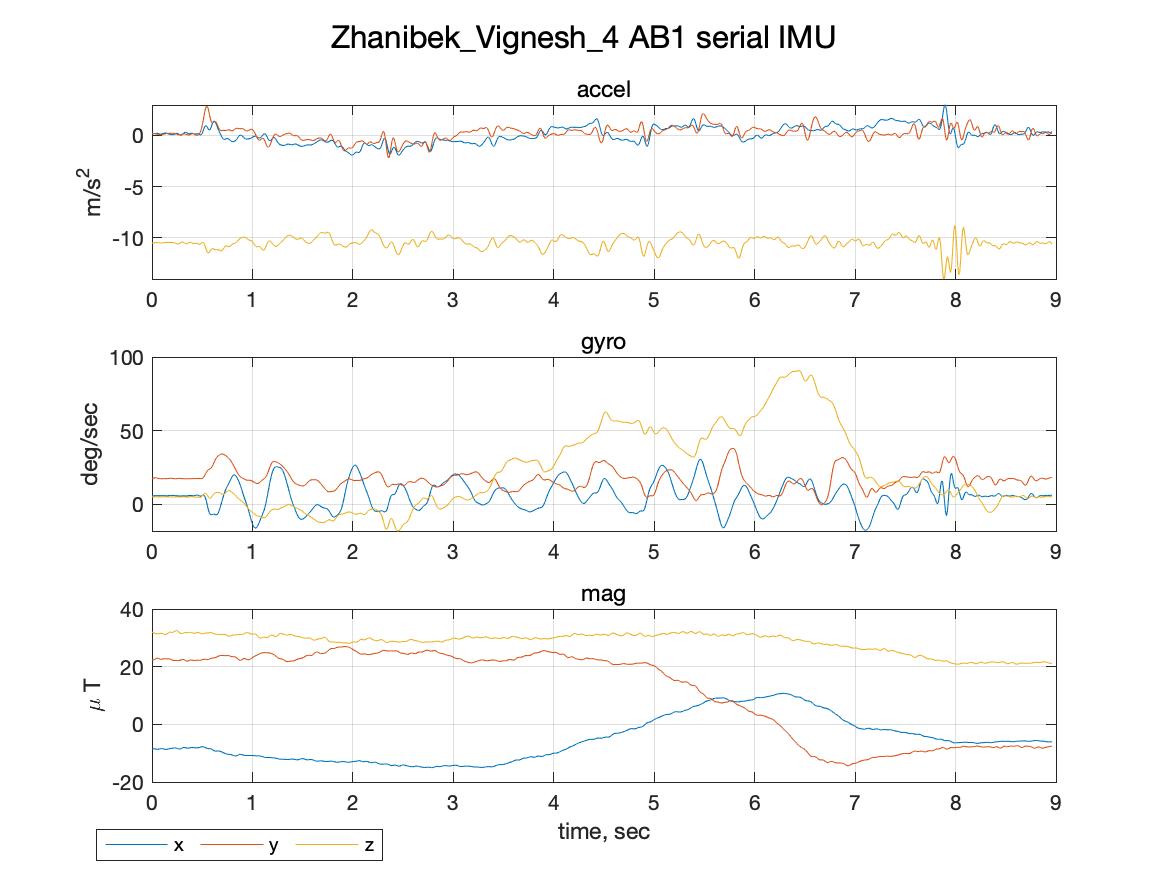 Zhanibek_Vignesh_4 AB1 serial IMU
accel
m/s²
0
-5
-10
0 1 2 3 4 5 6 7 8 9
gyro
deg/sec
100
50
0
0 1 2 3 4 5 6 7 8 9
mag
μ T
40
20
0
-20
0 1 2 3 4 5 6 7 8 9
time, sec
x y z